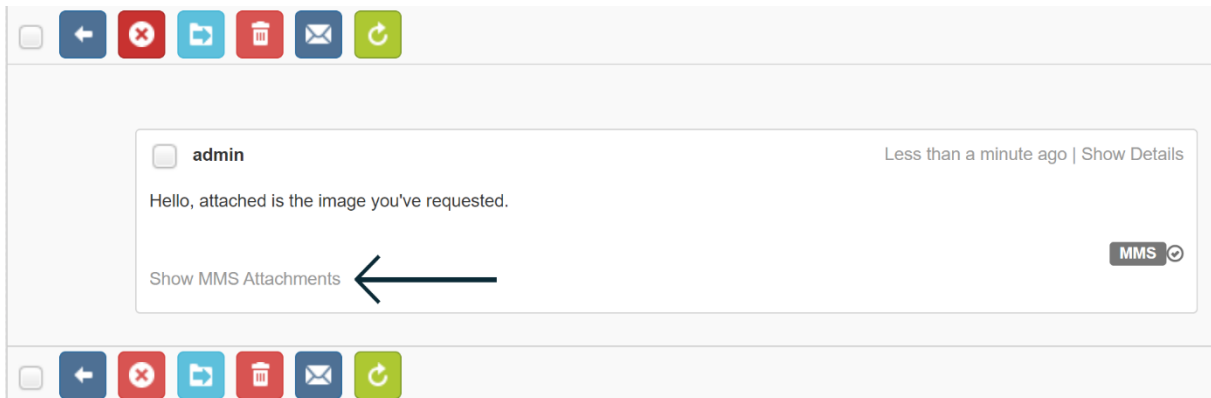 admin
Less than a minute ago | Show Details
Hello, attached is the image you've requested.
MMS
Show MMS Attachments